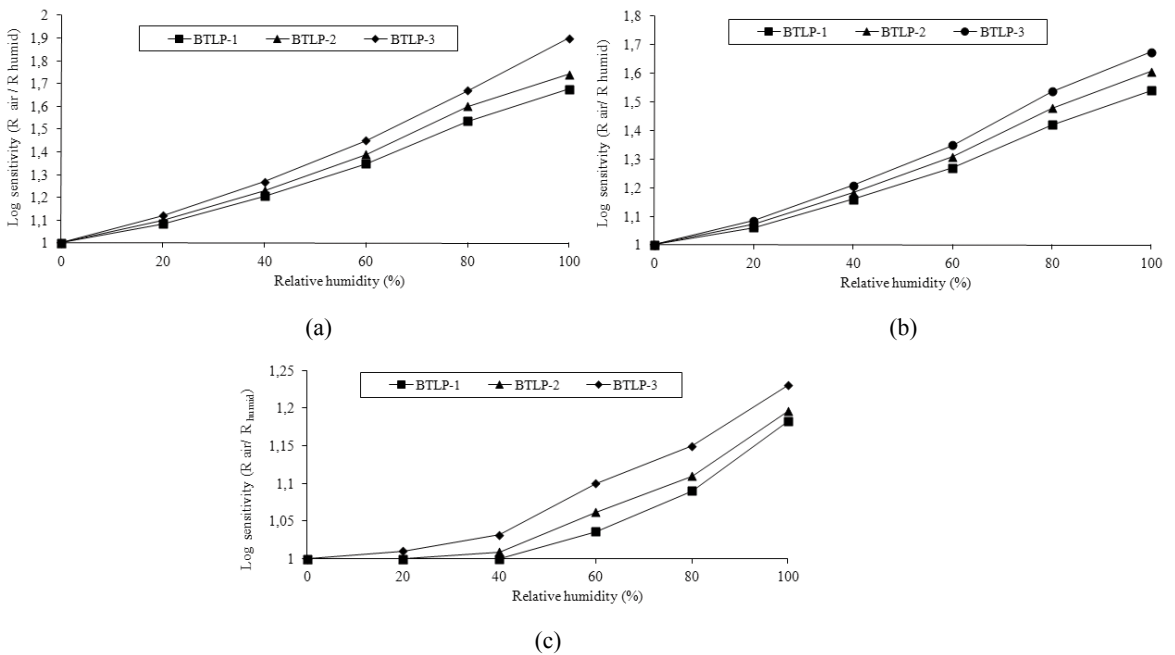 2
1,9
1,8
1,7
1,6
1,5
1,4
1,3
1,2
1,1
1
Log sensitivity (R air / R humid)
BTLP-1 BTLP-2 BTLP-3
0 20 40 60 80 100
Relative humidity (%)
(a)
1,8
1,7
1,6
1,5
1,4
1,3
1,2
1,1
1
Log sensitvity (R air/ R humid)
BTLP-1 BTLP-2 BTLP-3
0 20 40 60 80 100
Relative humidity (%)
(b)
1,25
1,2
1,15
1,1
1,05
1
Log sensitivity (R air/ R humid)
BTLP-1 BTLP-2 BTLP-3
0 20 40 60 80 100
Relative humidity (%)
(c)